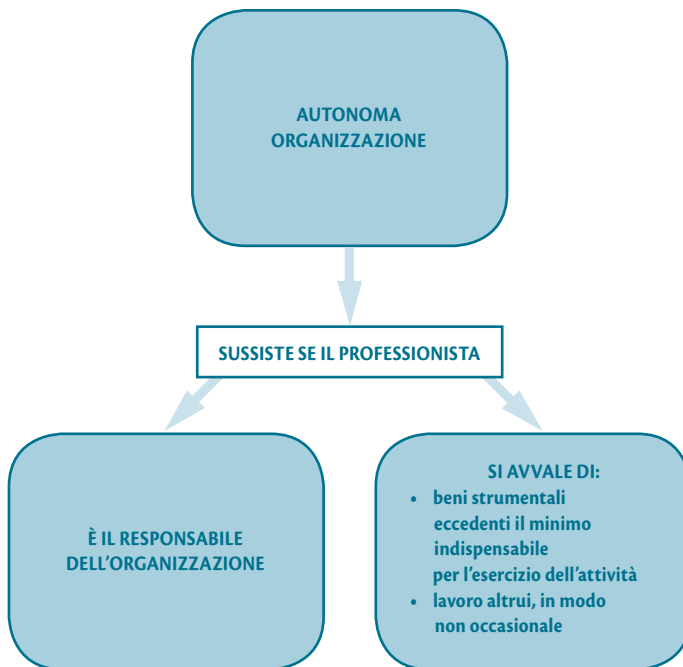 AUTONOMA
ORGANIZZAZIONE
SUSSISTE SE IL PROFESSIONISTA
È IL RESPONSABILE
DELL'ORGANIZZAZIONE
SI AVVALE DI:
• beni strumentali
eccedenti il minimo
indispensabile
per l'esercizio dell'attività
• lavoro altrui, in modo
non occasionale